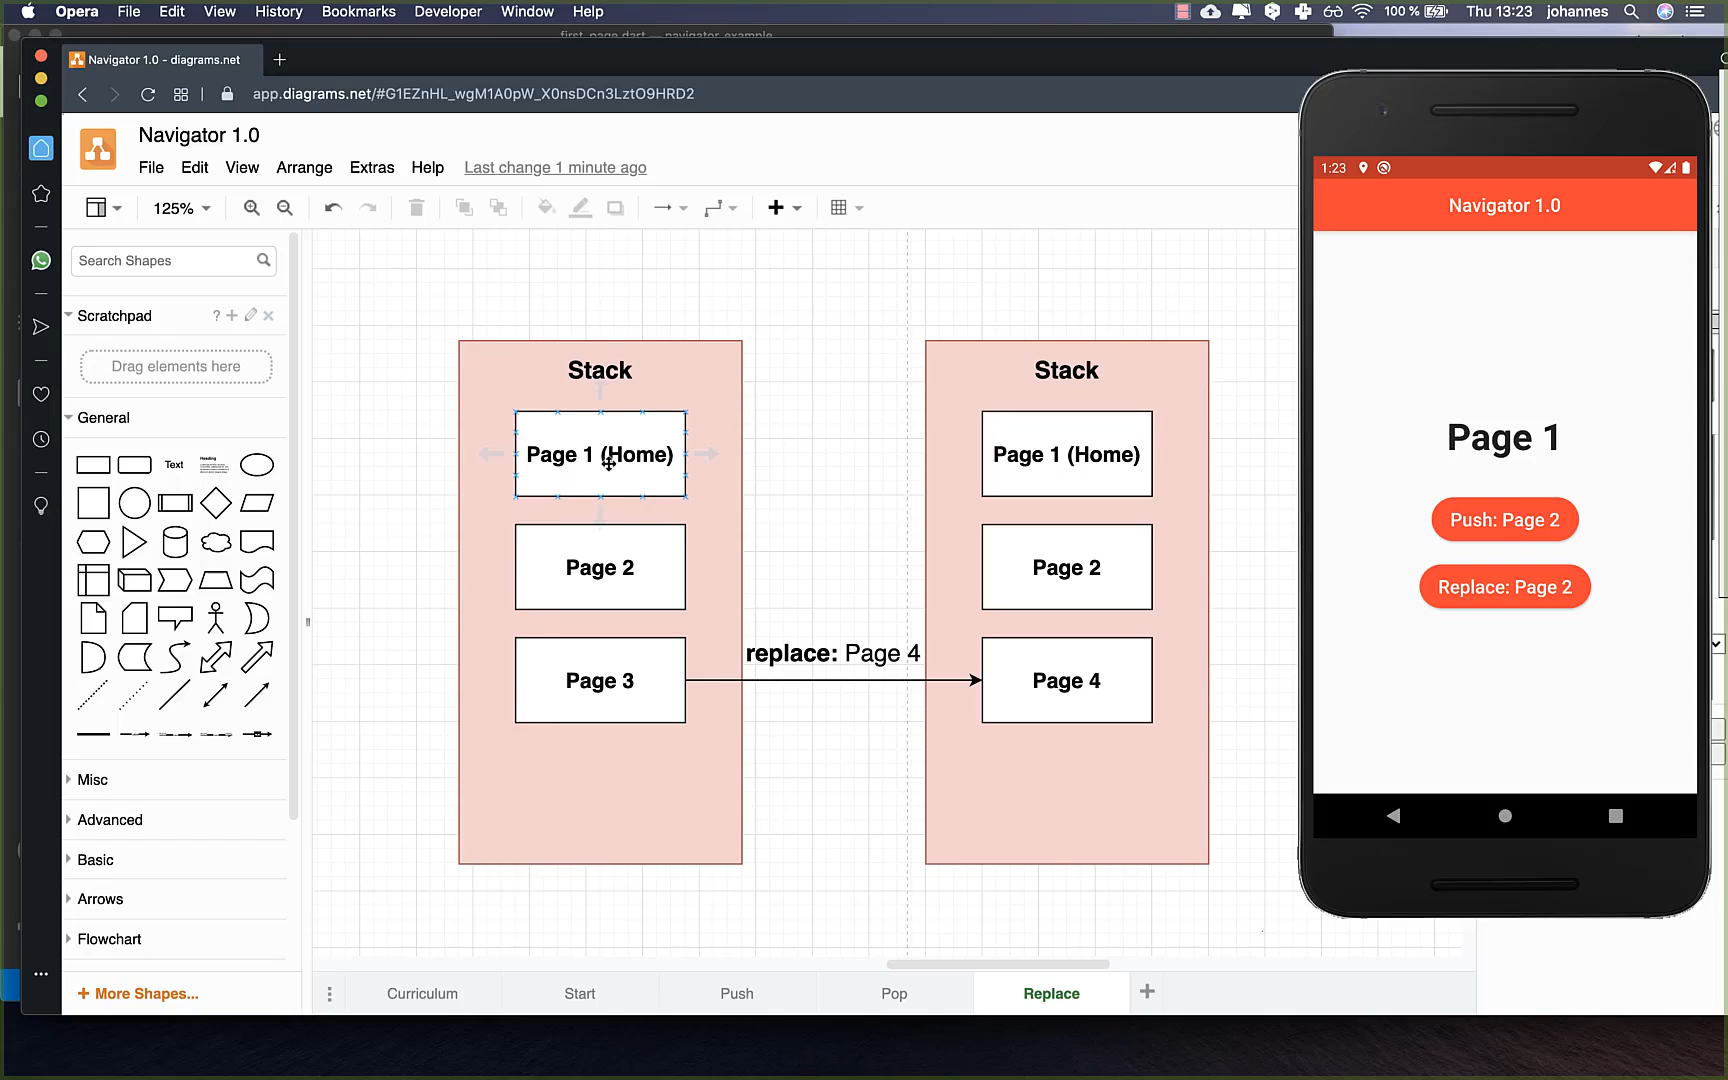 Opera File Edit View History Bookmarks Developer Window Help
100 % Thu 13:23 johannes
first_page.dart — navigator_example
Navigator 1.0 - diagrams.net
app.diagrams.net/#G1EZnHL_wgM1A0pW_X0nsDCn3LztO9HRD2
Navigator 1.0
File Edit View Arrange Extras Help Last change 1 minute ago
125%
Search Shapes
Scratchpad
?
Drag elements here
General
Text
Heading
Misc
Advanced
Basic
Arrows
Flowchart
+ More Shapes...
Stack
Page 1 (Home)
Page 2
Page 3
replace: Page 4
Stack
Page 1 (Home)
Page 2
Page 4
Curriculum
Start
Push
Pop
Replace
1:23
Navigator 1.0
Page 1
Push: Page 2
Replace: Page 2